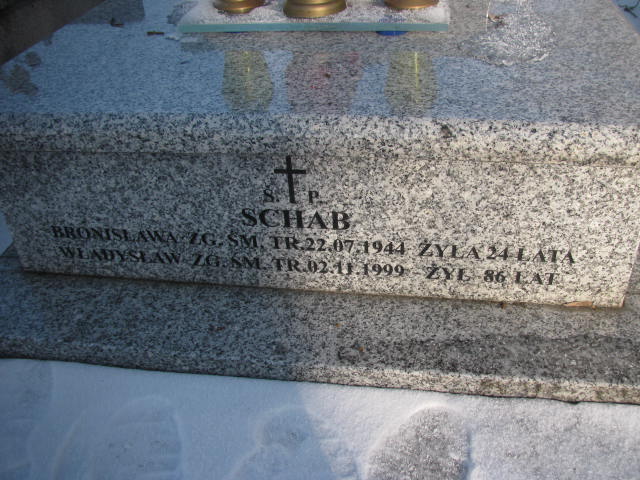 Ś. P.
SCHAB
BRONISŁAWA ZG. ŚM. TR. 22.07.1944 ŻYŁA 24 LATA
WŁADYSŁAW ZG. ŚM. TR. 02.11.1999 ŻYŁ 86 LAT